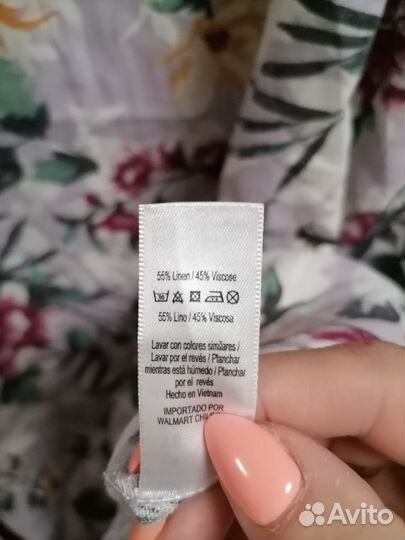 55% Linen / 45% Viscose
55% Lino / 45% Viscosa
Lavar con colores similares /
Lavar por el revés / Planchar
mientras está húmedo / Planchar
por el revés
Hecho en Vietnam
IMPORTADO POR
WALMART CHIL
Avito